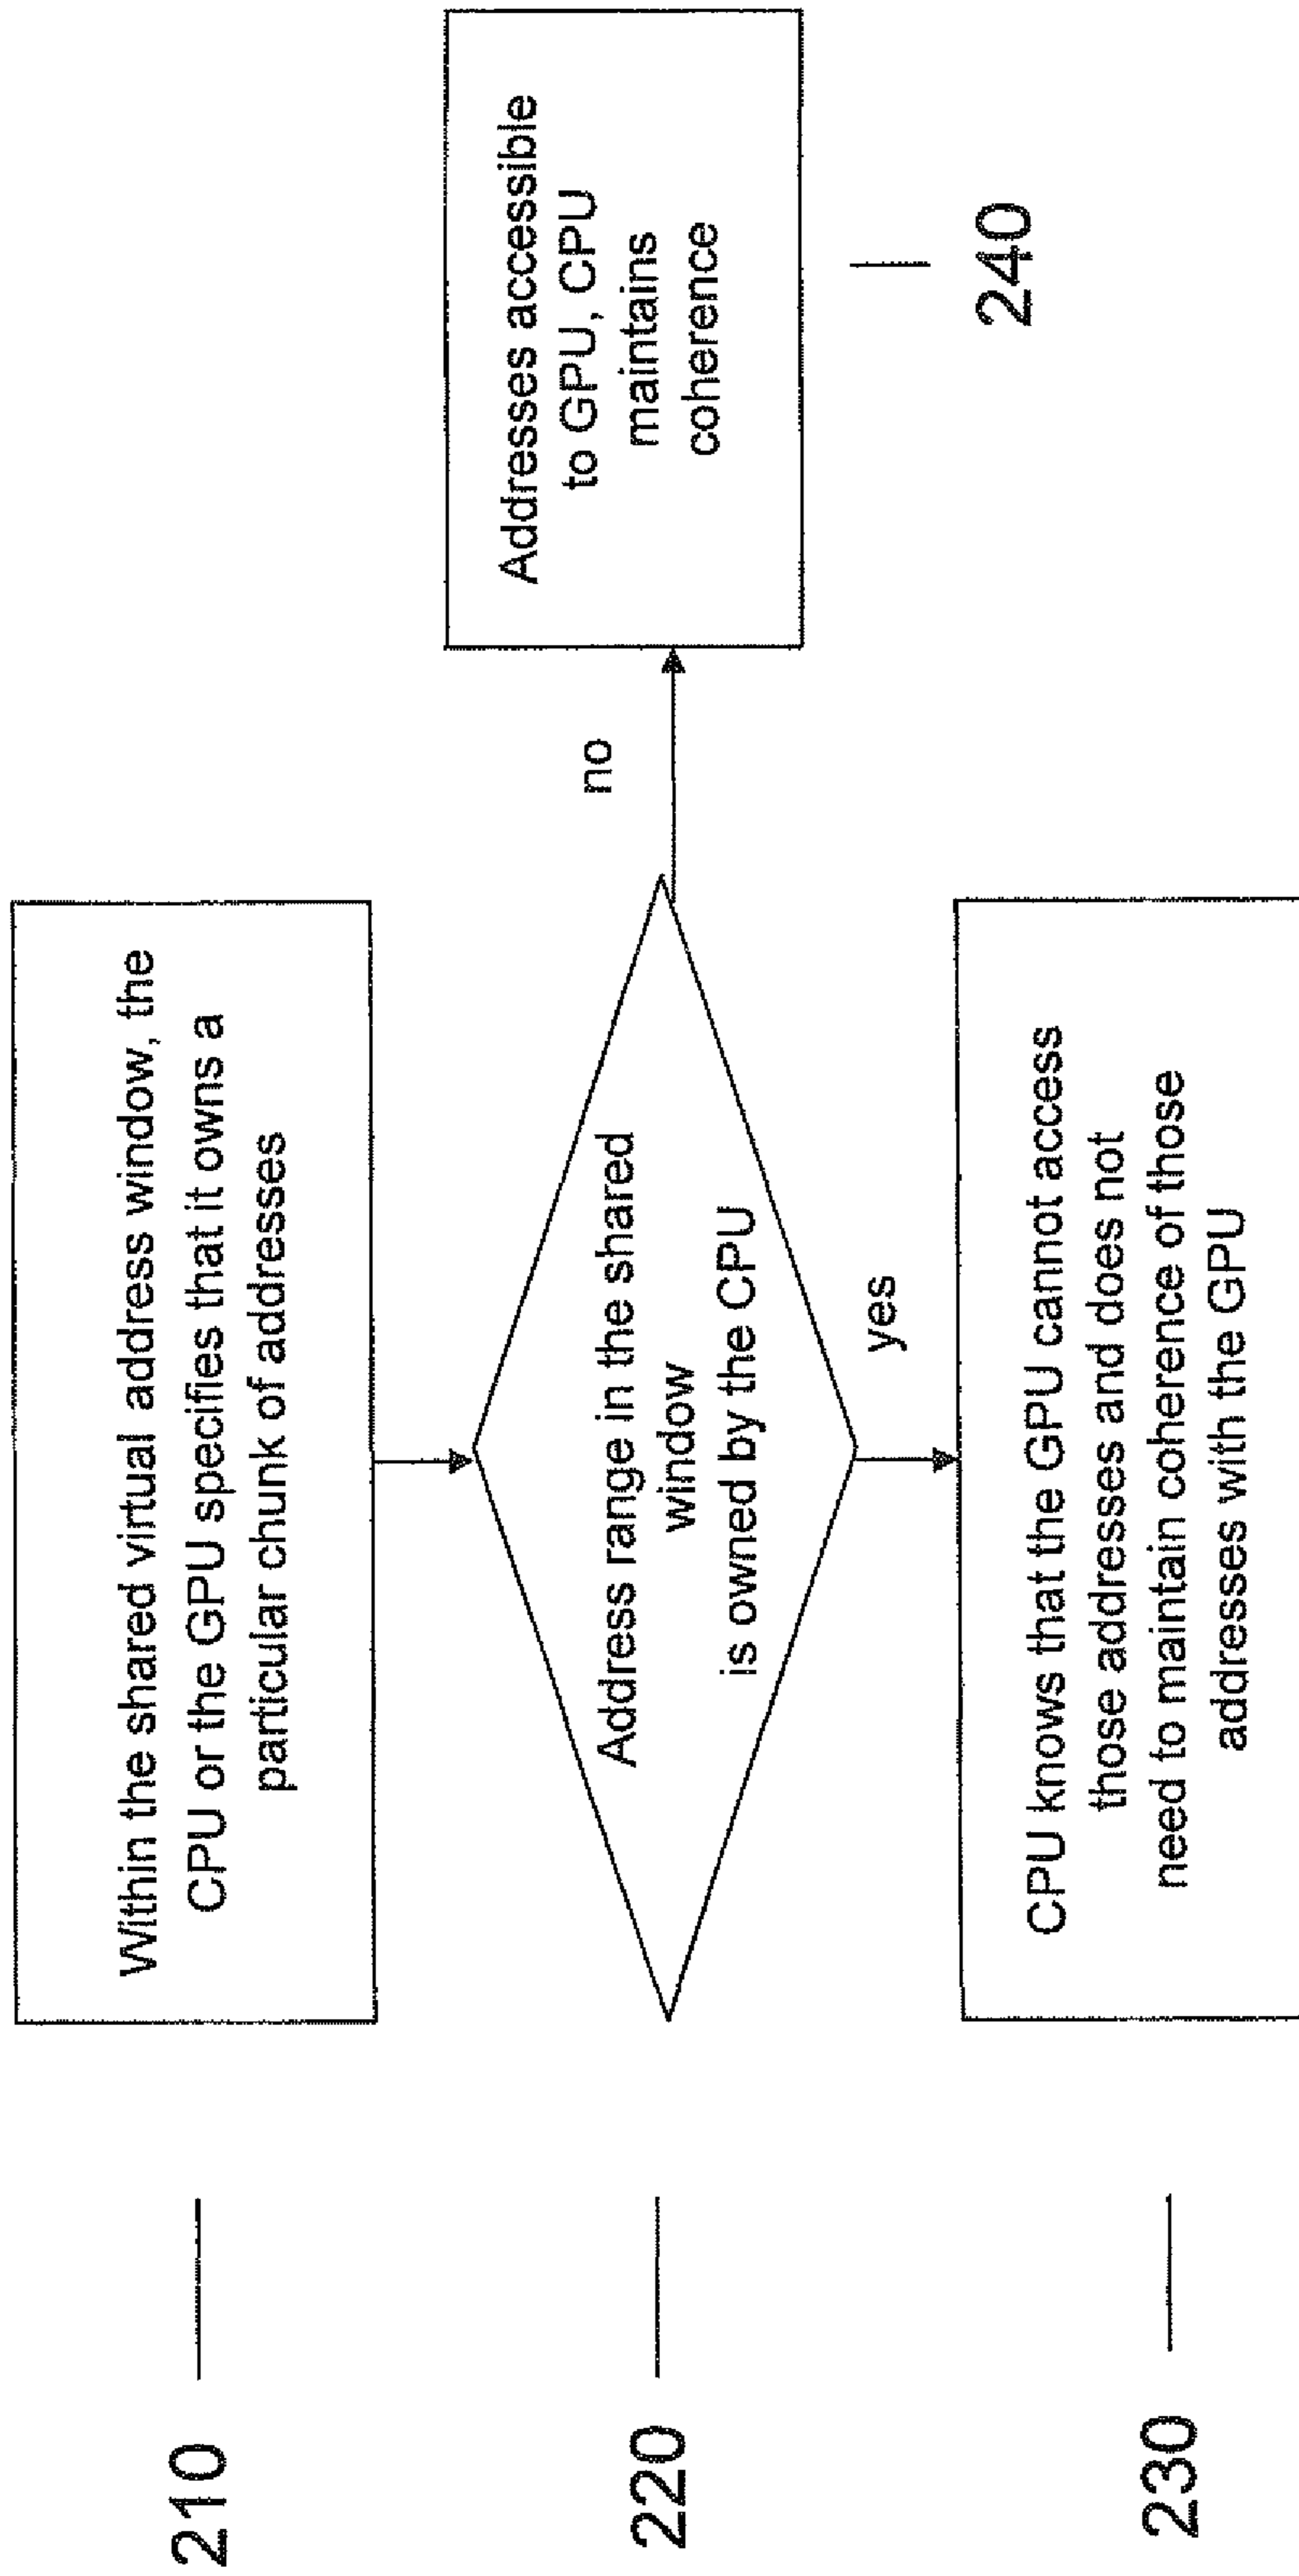 210
Within the shared virtual address window, the
CPU or the GPU specifies that it owns a
particular chunk of addresses
220
Address range in the shared
window
is owned by the CPU
no
Addresses accessible
to GPU, CPU
maintains
coherence
240
yes
230
CPU knows that the GPU cannot access
those addresses and does not
need to maintain coherence of those
addresses with the GPU